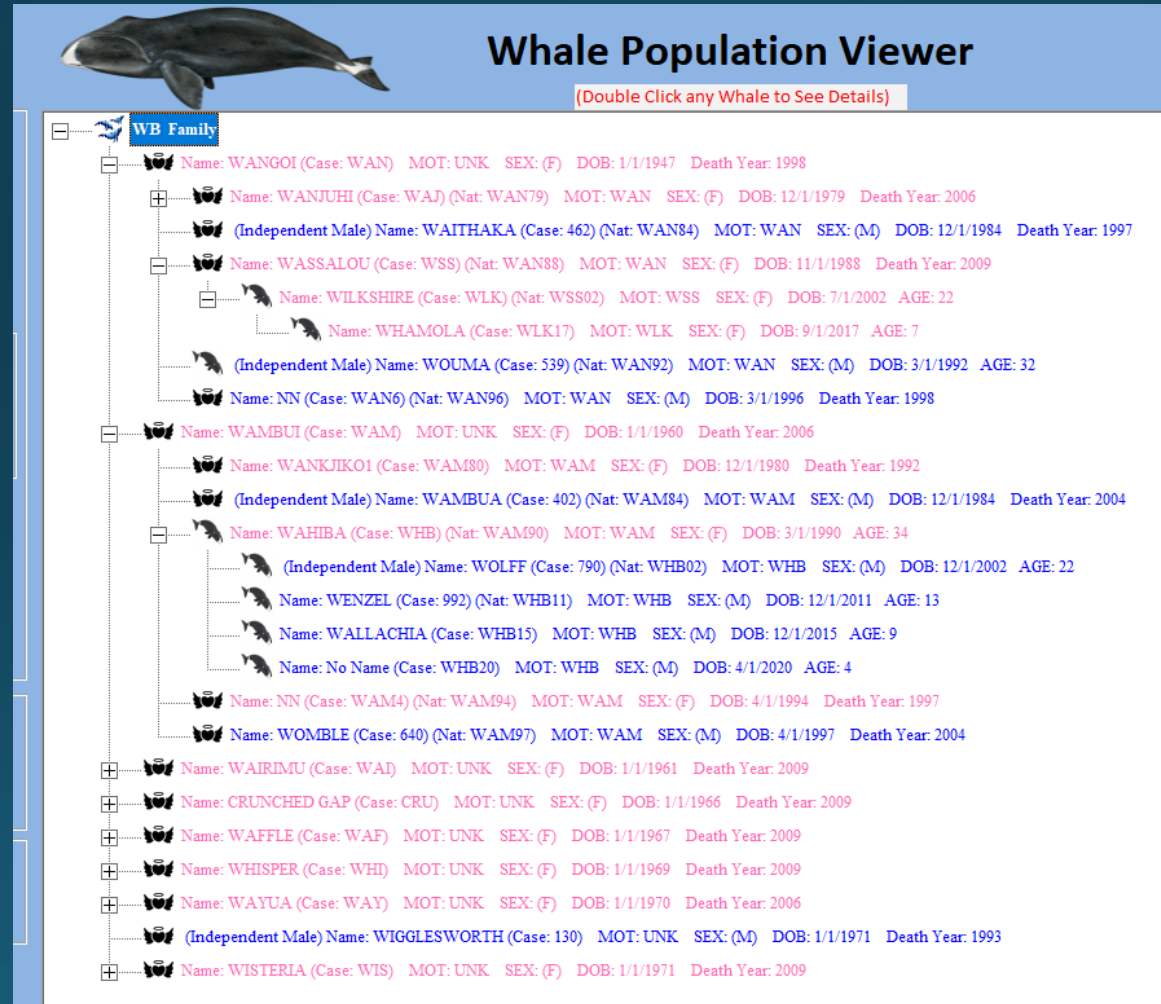 Whale Population Viewer
(Double Click any Whale to See Details)
WB Family
Name: WANGOI (Case: WAN) MOT: UNK SEX: (F) DOB: 1/1/1947 Death Year: 1998
Name: WANJUHI (Case: WAJ) (Nat: WAN79) MOT: WAN SEX: (F) DOB: 12/1/1979 Death Year: 2006
(Independent Male) Name: WAITHAKA (Case: 462) (Nat: WAN84) MOT: WAN SEX: (M) DOB: 12/1/1984 Death Year: 1997
Name: WASSALOU (Case: WSS) (Nat: WAN88) MOT: WAN SEX: (F) DOB: 11/1/1988 Death Year: 2009
Name: WILKSHIRE (Case: WLK) (Nat: WSS02) MOT: WSS SEX: (F) DOB: 7/1/2002 AGE: 22
Name: WHAMOLA (Case: WLK17) MOT: WLK SEX: (F) DOB: 9/1/2017 AGE: 7
(Independent Male) Name: WOUMA (Case: 539) (Nat: WAN92) MOT: WAN SEX: (M) DOB: 3/1/1992 AGE: 32
Name: NN (Case: WAN6) (Nat: WAN96) MOT: WAN SEX: (M) DOB: 3/1/1996 Death Year: 1998
Name: WAMBUI (Case: WAM) MOT: UNK SEX: (F) DOB: 1/1/1960 Death Year: 2006
Name: WANKJIKO1 (Case: WAM80) MOT: WAM SEX: (F) DOB: 12/1/1980 Death Year: 1992
(Independent Male) Name: WAMBUA (Case: 402) (Nat: WAM84) MOT: WAM SEX: (M) DOB: 12/1/1984 Death Year: 2004
Name: WAHIBA (Case: WHB) (Nat: WAM90) MOT: WAM SEX: (F) DOB: 3/1/1990 AGE: 34
(Independent Male) Name: WOLFF (Case: 790) (Nat: WHB02) MOT: WHB SEX: (M) DOB: 12/1/2002 AGE: 22
Name: WENZEL (Case: 992) (Nat: WHB11) MOT: WHB SEX: (M) DOB: 12/1/2011 AGE: 13
Name: WALLACHIA (Case: WHB15) MOT: WHB SEX: (M) DOB: 12/1/2015 AGE: 9
Name: No Name (Case: WHB20) MOT: WHB SEX: (M) DOB: 4/1/2020 AGE: 4
Name: NN (Case: WAM4) (Nat: WAM94) MOT: WAM SEX: (F) DOB: 4/1/1994 Death Year: 1997
Name: WOMBLE (Case: 640) (Nat: WAM97) MOT: WAM SEX: (M) DOB: 4/1/1997 Death Year: 2004
Name: WAIRIMU (Case: WAI) MOT: UNK SEX: (F) DOB: 1/1/1961 Death Year: 2009
Name: CRUNCHED GAP (Case: CRU) MOT: UNK SEX: (F) DOB: 1/1/1966 Death Year: 2009
Name: WAFFLE (Case: WAF) MOT: UNK SEX: (F) DOB: 1/1/1967 Death Year: 2009
Name: WHISPER (Case: WHI) MOT: UNK SEX: (F) DOB: 1/1/1969 Death Year: 2009
Name: WAYUA (Case: WAY) MOT: UNK SEX: (F) DOB: 1/1/1970 Death Year: 2006
(Independent Male) Name: WIGGLESWORTH (Case: 130) MOT: UNK SEX: (M) DOB: 1/1/1971 Death Year: 1993
Name: WISTERIA (Case: WIS) MOT: UNK SEX: (F) DOB: 1/1/1971 Death Year: 2009